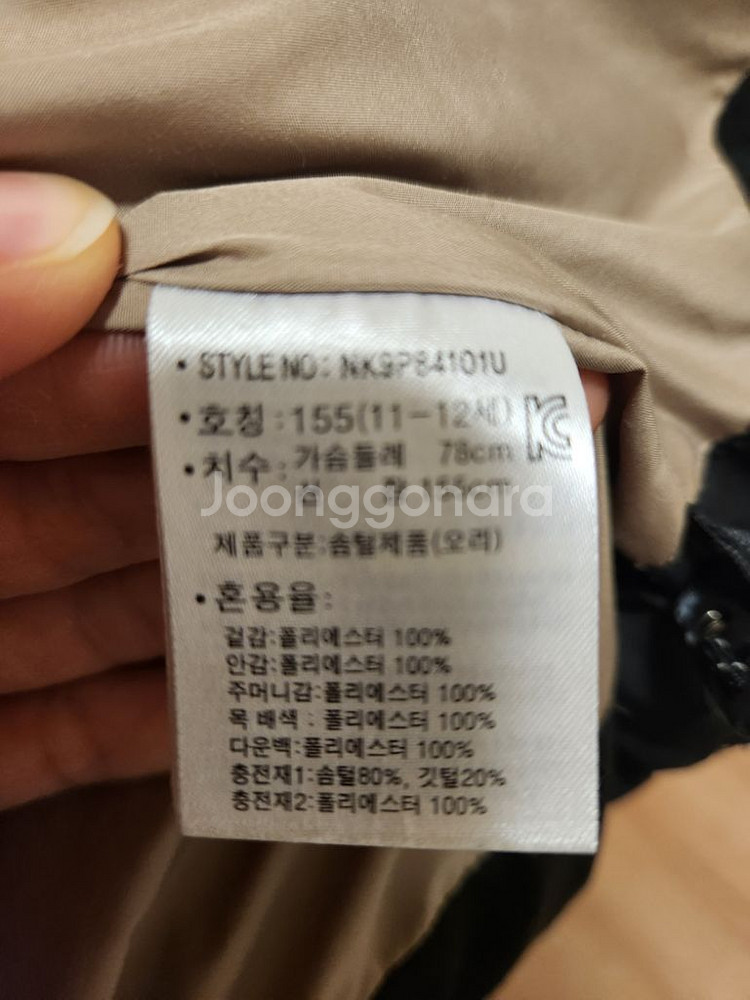 • STYLE NO: NK9P84101U
• 호칭 : 155(11-12세)
• 치수 : 가슴둘레 78cm
155cm
Joonggonara
제품구분:솜털제품(오리)
• 혼용율:
겉감:폴리에스터 100%
안감:폴리에스터 100%
주머니감:폴리에스터 100%
목 배색 : 폴리에스터 100%
다운백:폴리에스터 100%
충전재1:솜털80%, 깃털20%
충전재2:폴리에스터 100%